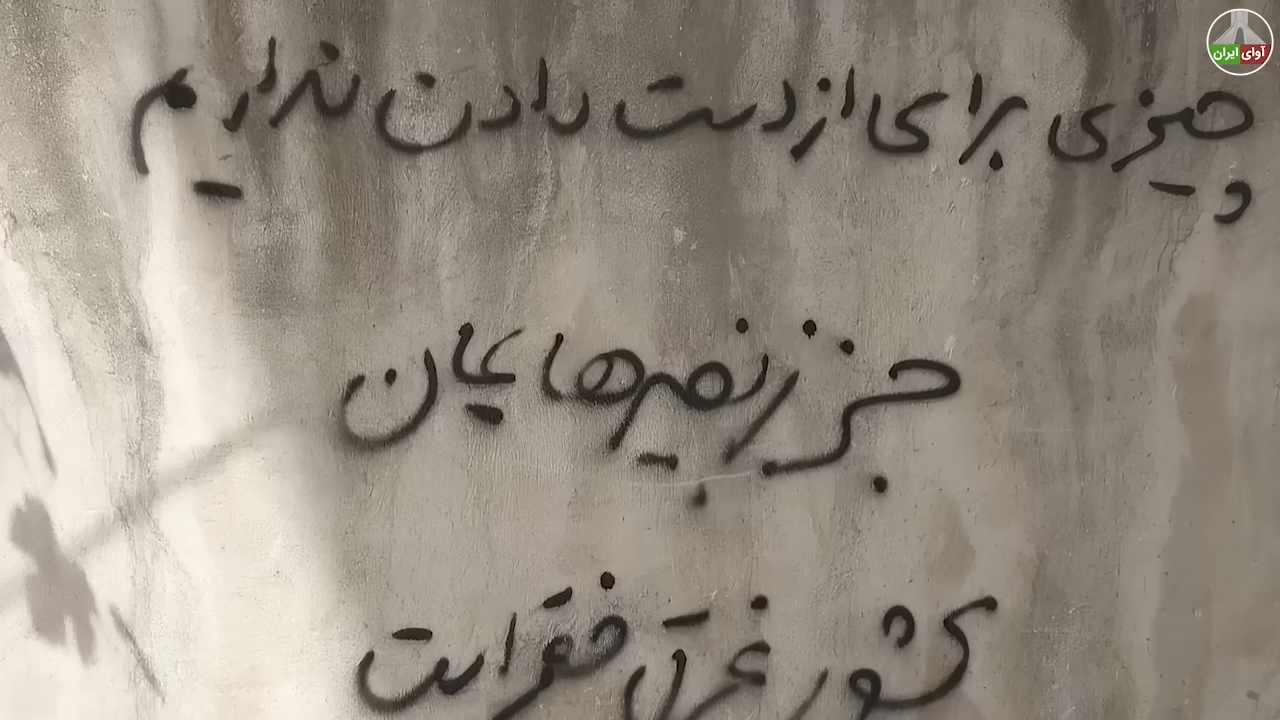 آوای ایران
چیزی برای از دست دادن نداریم
جز زنجیرهایمان
کشور غرق فقر است